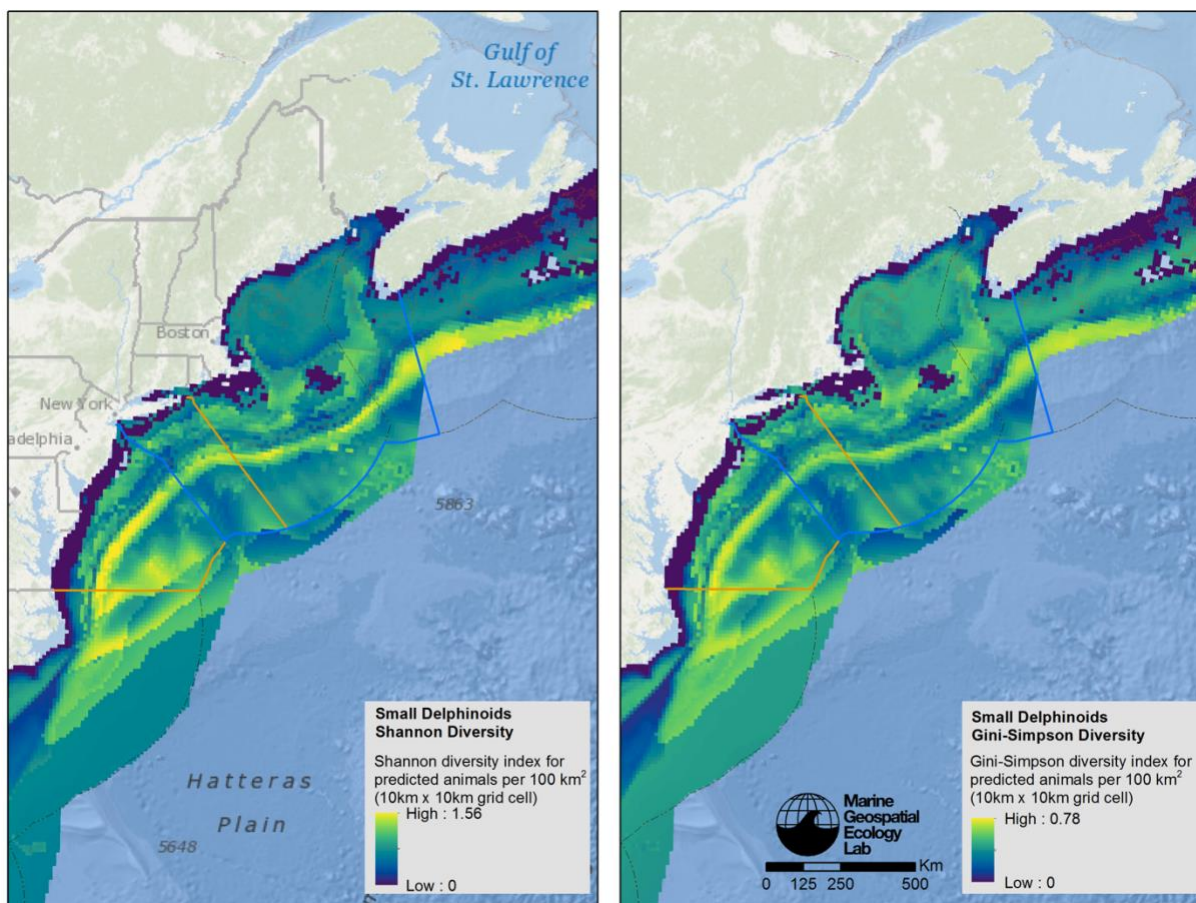 Gulf of
St. Lawrence
Boston
New York
adelphia
5863
Hatteras
Plain
5648
Small Delphinoids
Shannon Diversity
Shannon diversity index for
predicted animals per 100 km²
(10km x 10km grid cell)
High : 1.56
Low : 0
Marine
Geospatial
Ecology
Lab
Km
0 125 250 500
Small Delphinoids
Gini-Simpson Diversity
Gini-Simpson diversity index for
predicted animals per 100 km²
(10km x 10km grid cell)
High : 0.78
Low : 0